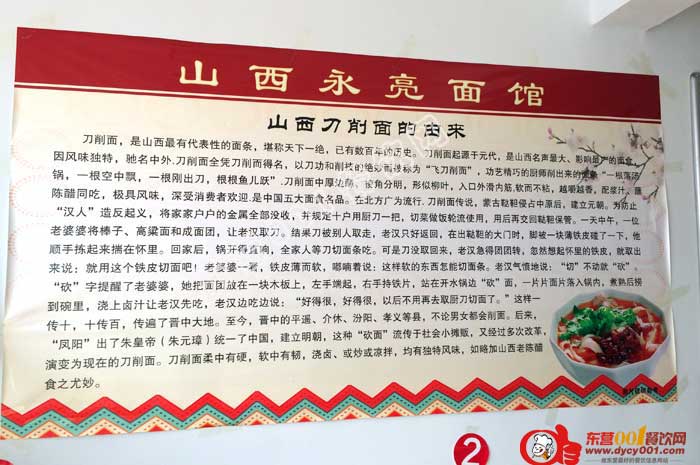 山西永亮面馆
山西刀削面的由来
刀削面，是山西最有代表性的面条，堪称天下一绝，已有数百年的历史。刀削面起源于元代，是山西名声最大、影响最广的面食，
因风味独特，驰名中外.刀削面全凭刀削而得名，以刀功和削技的绝妙而被称为“飞刀削面”，功艺精巧的厨师削出来的
锅，一根空中飘，一根刚出刀，根根鱼儿跃”.刀削面中厚边薄，棱角分明，形似柳叶，入口外滑内筋,软而不粘，越嚼越香，配浆汁、蘸
陈醋同吃，极具风味，深受消费者欢迎.是中国五大面食名品。在北方广为流行.刀削面传说，蒙古鞑靼侵占中原后，建立元朝。为防止
“汉人”造反起义，将家家户户的金属全部没收，并规定十户用厨刀一把，切菜做饭轮流使用，用后再交回鞑靼保管。一天中午，一位
老婆婆将棒子、高粱面和成面团，让老汉取刀。结果刀被别人取走，老汉只好返回，在出鞑靼的大门时，脚被一块薄铁皮碰了一下，他
顺手拣起来揣在怀里。回家后，锅开得直响，全家人等刀切面条吃。可是刀没取回来，老汉急得团团转，忽然想起怀里的铁皮，就取出
来说：就用这个铁皮切面吧！老婆婆一看，铁皮薄而软，嘟喃着说：这样软的东西怎能切面条。老汉气愤地说：“切”不动就“砍”。
“砍”字提醒了老婆婆，她把面团放在一块木板上，左手端起，右手持铁片，站在开水锅边“砍”面，一片片面片落入锅内，煮熟后捞
到碗里，浇上卤汁让老汉先吃，老汉边吃边说：“好得很，好得很，以后不用再去取厨刀切面了。”这样一
传十，十传百，传遍了晋中大地。至今，晋中的平遥、介休、汾阳、孝义等县，不论男女都会削面。后来，
“凤阳”出了朱皇帝（朱元璋）统一了中国，建立明朝，这种“砍面”流传于社会小摊贩，又经过多次改革，
演变为现在的刀削面。刀削面柔中有硬，软中有韧，浇卤、或炒或凉拌，均有独特风味，如略加山西老陈醋
食之尤妙。
2
东营001餐饮网
www.dycy001.com
做东营最好的餐饮信息网站